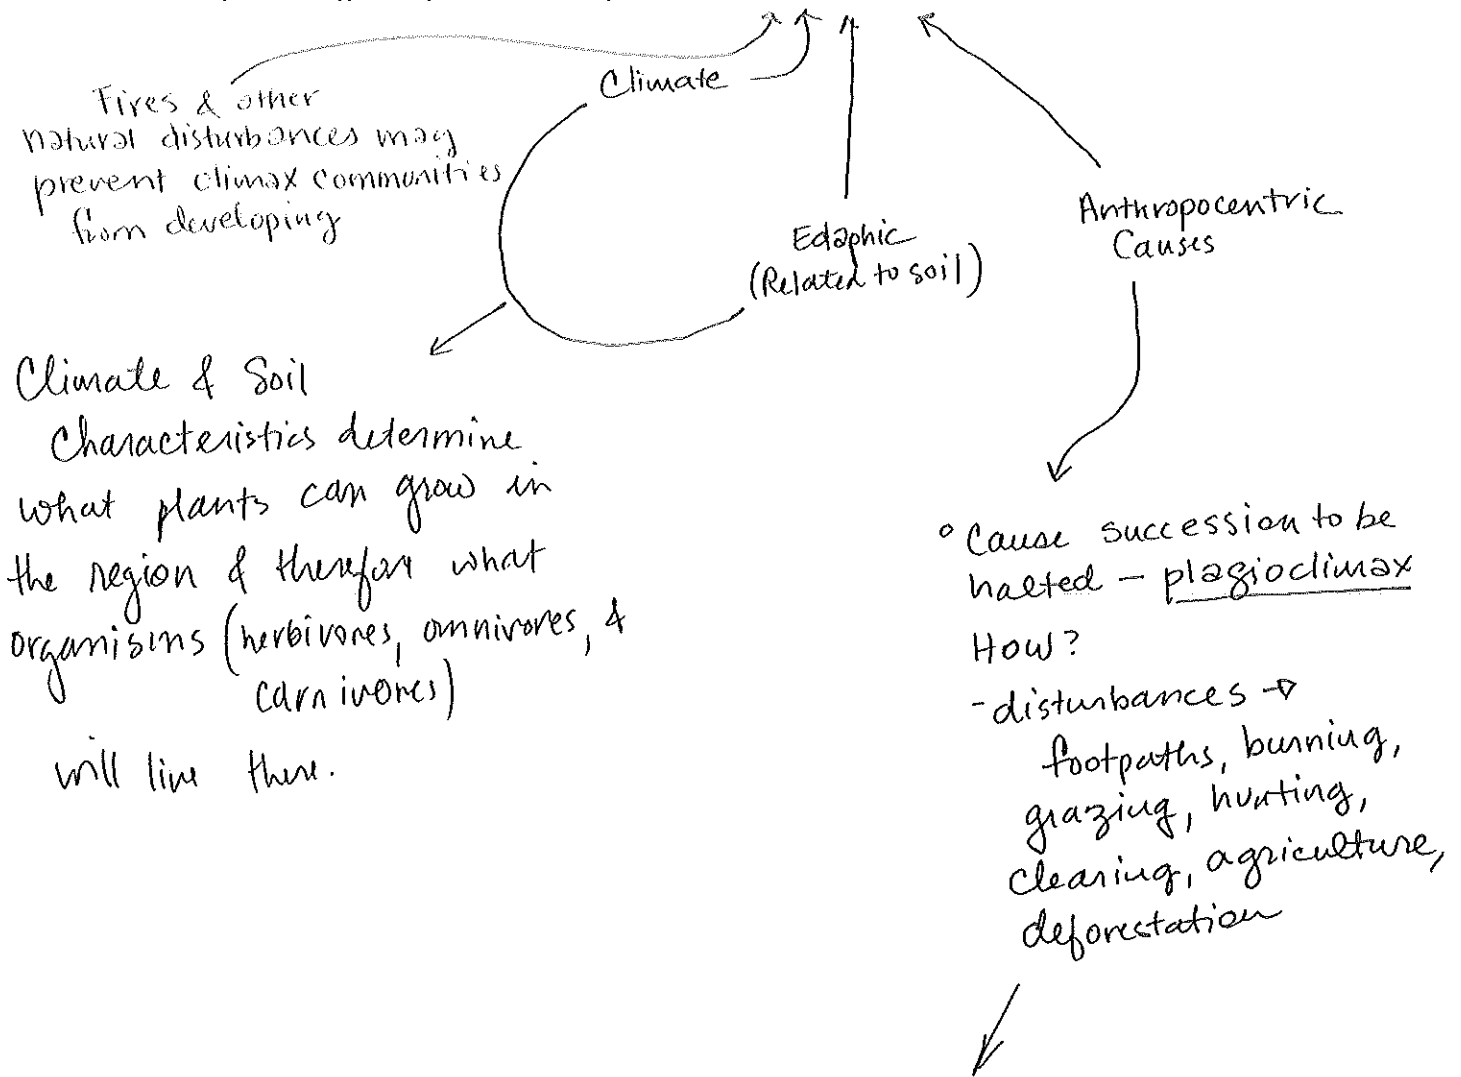 Climate
Fires & other
natural disturbances may
prevent climax communities
from developing
Edaphic
(Related to soil)
Anthropocentric
Causes
Climate & Soil
characteristics determine
what plants can grow in
the region & therefore what
organisms (herbivores, omnivores, &
carnivores)
will live there.
° Cause succession to be
halted – plagioclimax
How?
- disturbances →
footpaths, burning,
grazing, hunting,
clearing, agriculture,
deforestation